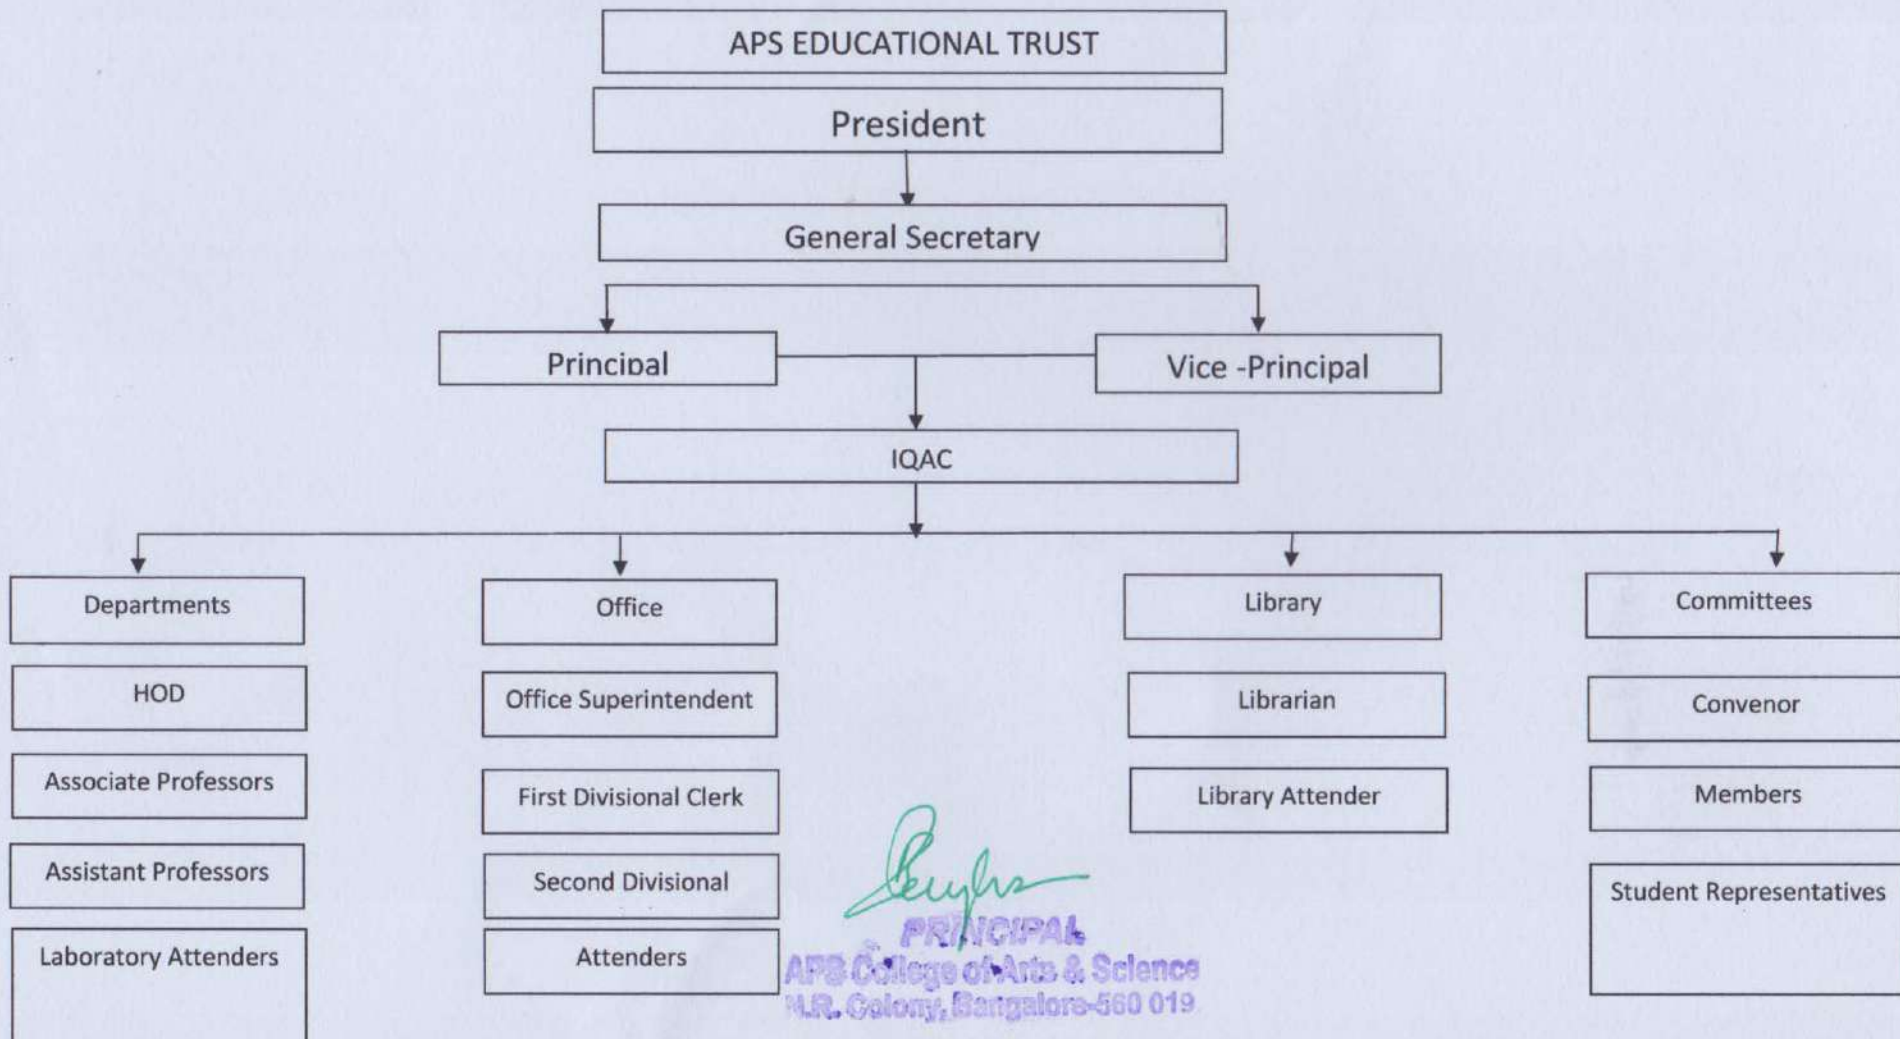 APS EDUCATIONAL TRUST
President
General Secretary
Principal
Vice -Principal
IQAC
Departments
Office
Library
Committees
HOD
Office Superintendent
Librarian
Convenor
Associate Professors
First Divisional Clerk
Library Attender
Members
Assistant Professors
Second Divisional
Student Representatives
Laboratory Attenders
Attenders
PRINCIPAL
APS College of Arts & Science
N.R. Colony, Bangalore-560 019